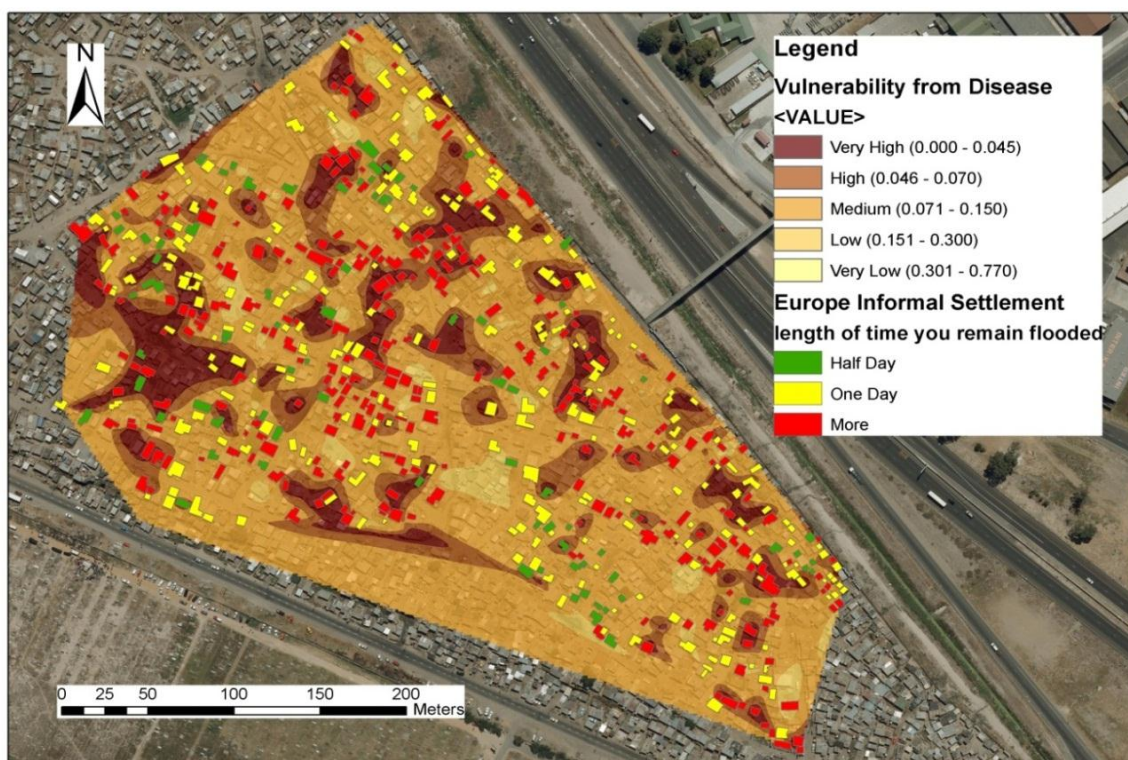 N
Legend
Vulnerability from Disease
<VALUE>
Very High (0.000 - 0.045)
High (0.046 - 0.070)
Medium (0.071 - 0.150)
Low (0.151 - 0.300)
Very Low (0.301 - 0.770)
Europe Informal Settlement
length of time you remain flooded
Half Day
One Day
More
0 25 50 100 150 200
Meters